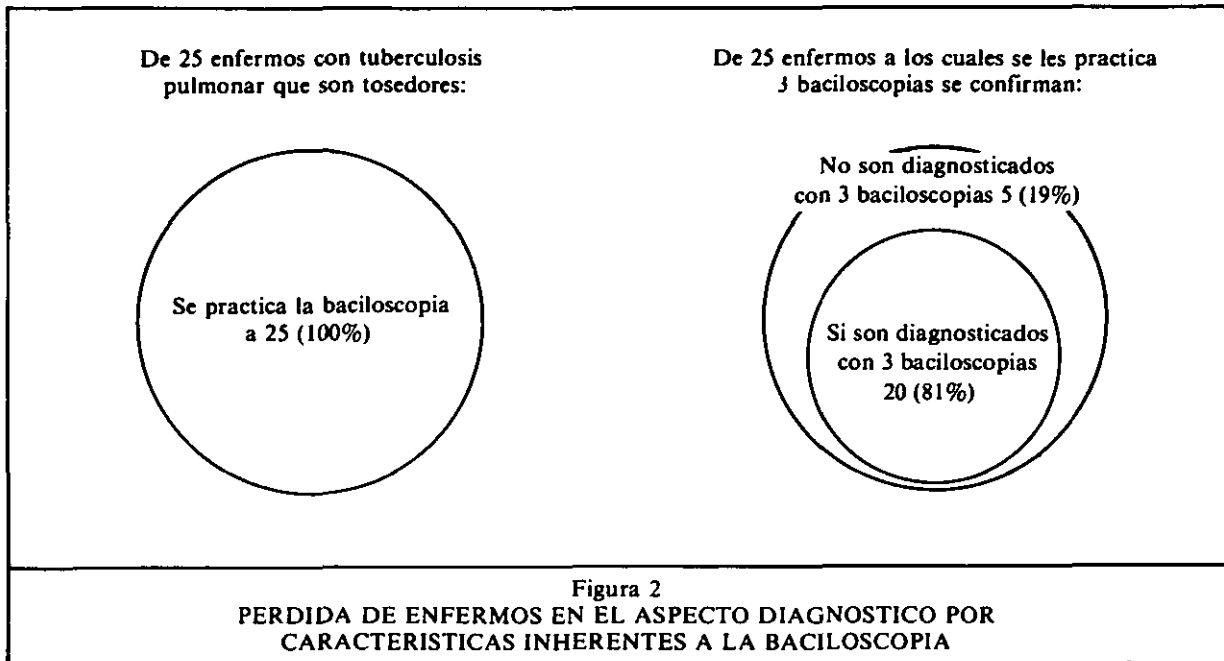 De 25 enfermos con tuberculosis
pulmonar que son tosedores:
Se practica la baciloscopia
a 25 (100%)
De 25 enfermos a los cuales se les practica
3 baciloscopias se confirman:
No son diagnosticados
con 3 baciloscopias 5 (19%)
Si son diagnosticados
con 3 baciloscopias
20 (81%)
Figura 2
PERDIDA DE ENFERMOS EN EL ASPECTO DIAGNOSTICO POR
CARACTERISTICAS INHERENTES A LA BACILOSCOPIA